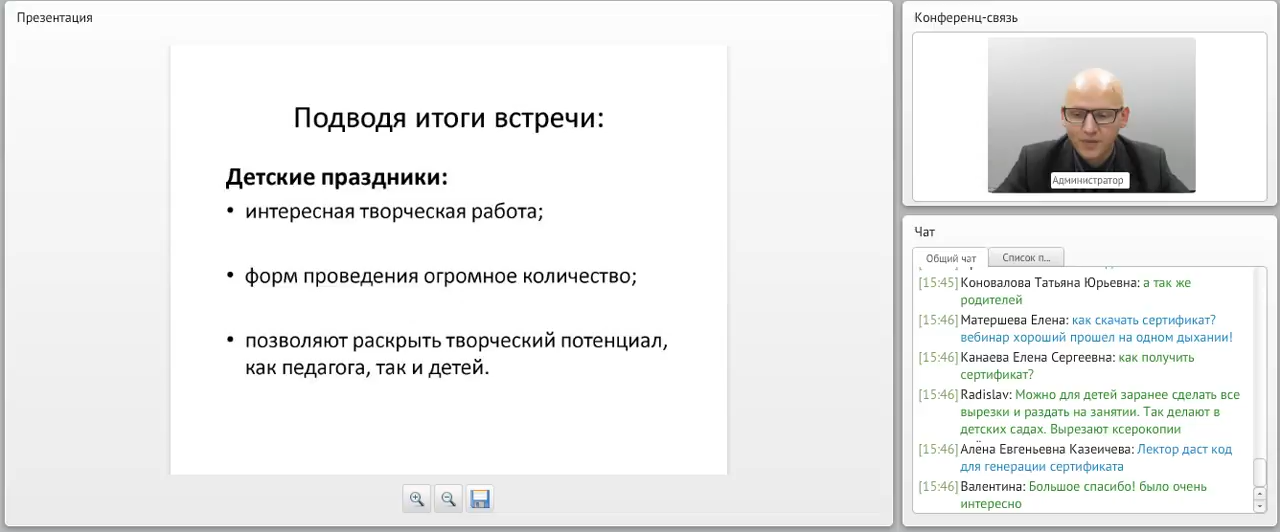 Презентация
Подводя итоги встречи:
Детские праздники:
• интересная творческая работа;
• форм проведения огромное количество;
• позволяют раскрыть творческий потенциал,
как педагога, так и детей.
Конференц-связь
Администратор
Чат
Общий чат
Список п...
[15:45] Коновалова Татьяна Юрьевна: а так же
родителей
[15:46] Матершева Елена: как скачать сертификат?
вебинар хороший прошел на одном дыхании!
[15:46] Канаева Елена Сергеевна: как получить
сертификат?
[15:46] Radislav: Можно для детей заранее сделать все
вырезки и раздать на занятии. Так делают в
детских садах. Вырезают ксерокопии
[15:46] Алёна Евгеньевна Казеичева: Лектор даст код
для генерации сертификата
[15:46] Валентина: Большое спасибо! было очень
интересно